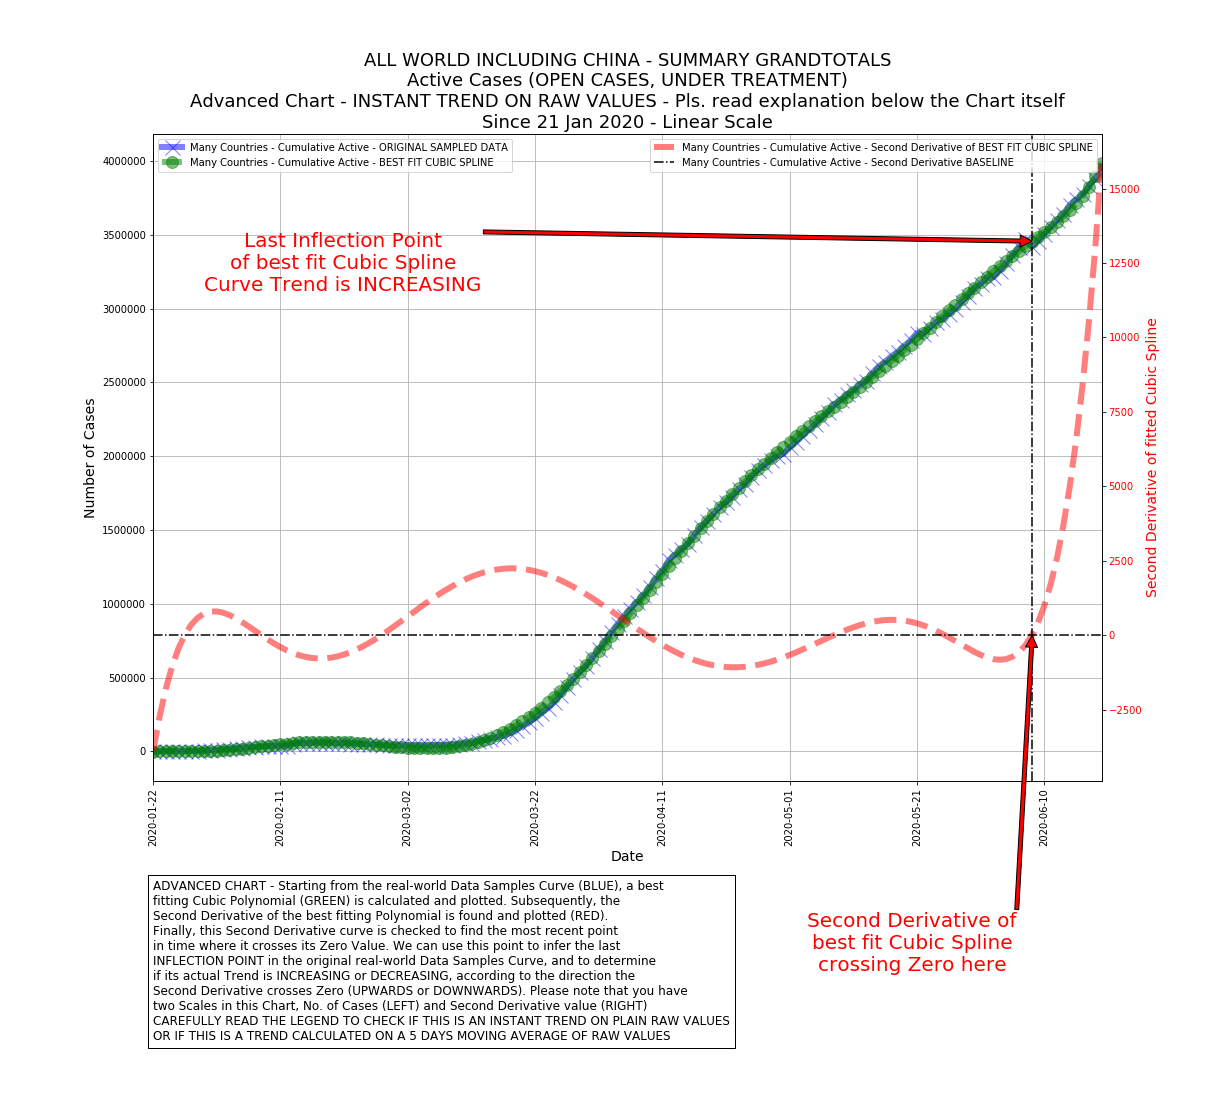 ALL WORLD INCLUDING CHINA - SUMMARY GRANDTOTALS
Active Cases (OPEN CASES, UNDER TREATMENT)
Advanced Chart - INSTANT TREND ON RAW VALUES - Pls. read explanation below the Chart itself
Since 21 Jan 2020 - Linear Scale
Many Countries - Cumulative Active - ORIGINAL SAMPLED DATA
Many Countries - Cumulative Active - BEST FIT CUBIC SPLINE
Many Countries - Cumulative Active - Second Derivative of BEST FIT CUBIC SPLINE
Many Countries - Cumulative Active - Second Derivative BASELINE
Last Inflection Point
of best fit Cubic Spline
Curve Trend is INCREASING
Number of Cases
4000000
3500000
3000000
2500000
2000000
1500000
1000000
500000
0
15000
12500
10000
7500
5000
2500
0
−2500
Second Derivative of fitted Cubic Spline
2020-01-22
2020-02-11
2020-03-02
2020-03-22
2020-04-11
2020-05-01
2020-05-21
2020-06-10
Date
ADVANCED CHART - Starting from the real-world Data Samples Curve (BLUE), a best
fitting Cubic Polynomial (GREEN) is calculated and plotted. Subsequently, the
Second Derivative of the best fitting Polynomial is found and plotted (RED).
Finally, this Second Derivative curve is checked to find the most recent point
in time where it crosses its Zero Value. We can use this point to infer the last
INFLECTION POINT in the original real-world Data Samples Curve, and to determine
if its actual Trend is INCREASING or DECREASING, according to the direction the
Second Derivative crosses Zero (UPWARDS or DOWNWARDS). Please note that you have
two Scales in this Chart, No. of Cases (LEFT) and Second Derivative value (RIGHT)
CAREFULLY READ THE LEGEND TO CHECK IF THIS IS AN INSTANT TREND ON PLAIN RAW VALUES
OR IF THIS IS A TREND CALCULATED ON A 5 DAYS MOVING AVERAGE OF RAW VALUES
Second Derivative of
best fit Cubic Spline
crossing Zero here